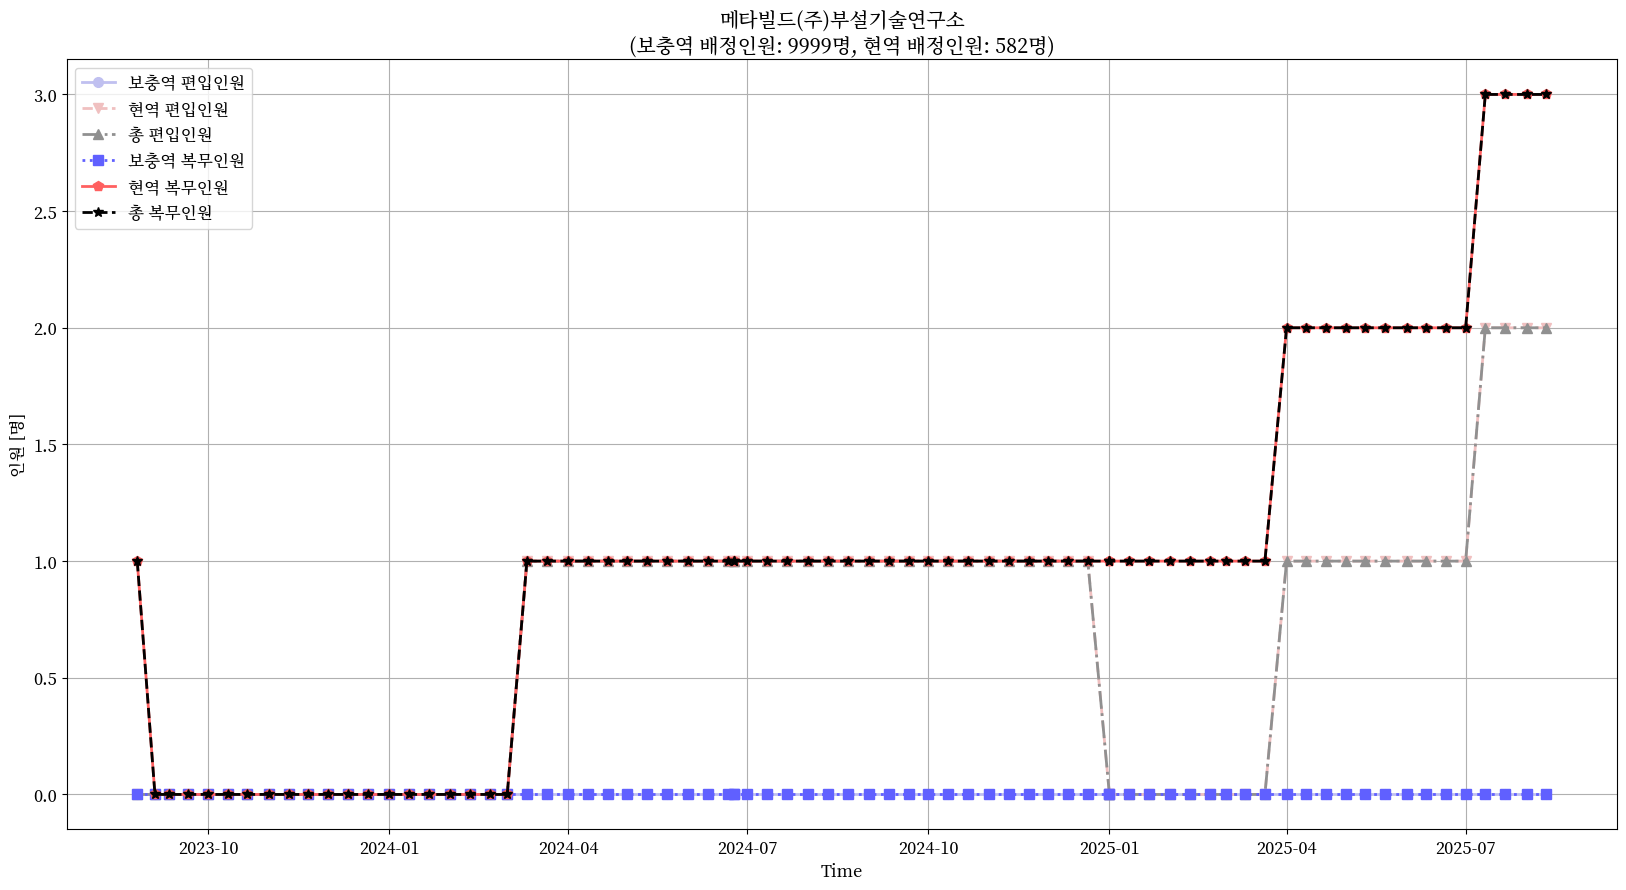 메타빌드(주)부설기술연구소
(보충역 배정인원: 9999명, 현역 배정인원: 582명)
보충역 편입인원
현역 편입인원
총 편입인원
보충역 복무인원
현역 복무인원
총 복무인원
인원 [명]
3.0
2.5
2.0
1.5
1.0
0.5
0.0
2023-10
2024-01
2024-04
2024-07
2024-10
2025-01
2025-04
2025-07
Time